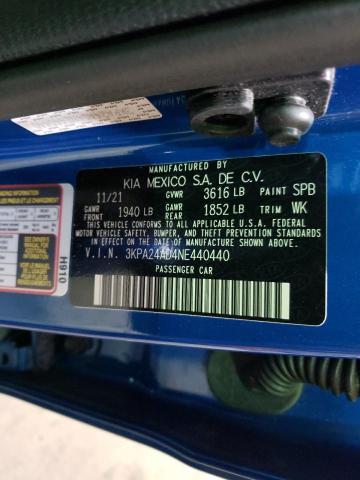 MANUFACTURED BY
KIA MEXICO S.A. DE C.V.
11/21 GVWR 3616 LB PAINT SPB
GAWR FRONT 1940 LB GAWR REAR 1852 LB TRIM WK
THIS VEHICLE CONFORMS TO ALL APPLICABLE U.S.A. FEDERAL
MOTOR VEHICLE SAFETY, BUMPER, AND THEFT PREVENTION STANDARDS
IN EFFECT ON THE DATE OF MANUFACTURE SHOWN ABOVE.
V.I.N. 3KPA24AD4NE440440
PASSENGER CAR
H910